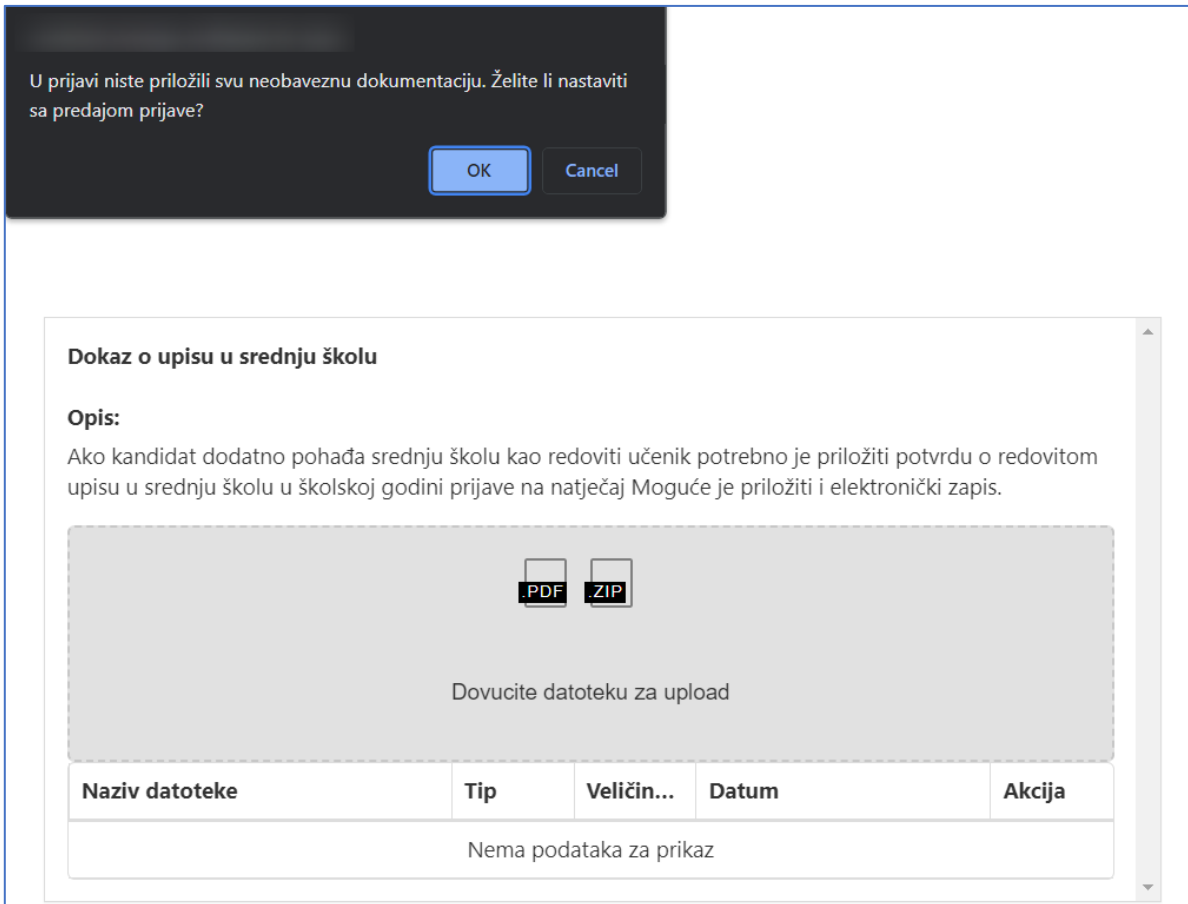 U prijavi niste priložili svu neobaveznu dokumentaciju. Želite li nastaviti
sa predajom prijave?
OK Cancel
Dokaz o upisu u srednju školu
Opis:
Ako kandidat dodatno pohađa srednju školu kao redoviti učenik potrebno je priložiti potvrdu o redovitom
upisu u srednju školu u školskoj godini prijave na natječaj Moguće je priložiti i elektronički zapis.
.PDF .ZIP
Dovucite datoteku za upload
Naziv datoteke Tip Veličin... Datum Akcija
Nema podataka za prikaz